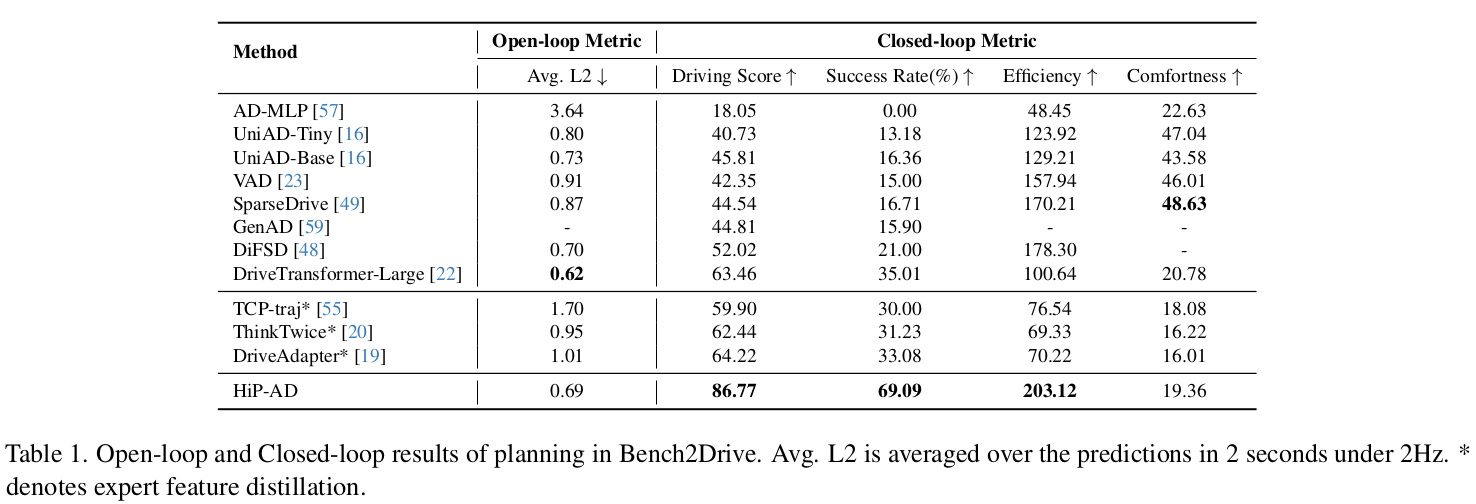 Method Open-loop Metric Closed-loop Metric
Avg. L2 ↓ Driving Score ↑ Success Rate(%) ↑ Efficiency ↑ Comfortness ↑
AD-MLP [57] 3.64 18.05 0.00 48.45 22.63
UniAD-Tiny [16] 0.80 40.73 13.18 123.92 47.04
UniAD-Base [16] 0.73 45.81 16.36 129.21 43.58
VAD [23] 0.91 42.35 15.00 157.94 46.01
SparseDrive [49] 0.87 44.54 16.71 170.21 48.63
GenAD [59] - 44.81 15.90 - -
DiFSD [48] 0.70 52.02 21.00 178.30 -
DriveTransformer-Large [22] 0.62 63.46 35.01 100.64 20.78
TCP-traj* [55] 1.70 59.90 30.00 76.54 18.08
ThinkTwice* [20] 0.95 62.44 31.23 69.33 16.22
DriveAdapter* [19] 1.01 64.22 33.08 70.22 16.01
HiP-AD 0.69 86.77 69.09 203.12 19.36
Table 1. Open-loop and Closed-loop results of planning in Bench2Drive. Avg. L2 is averaged over the predictions in 2 seconds under 2Hz. *
denotes expert feature distillation.